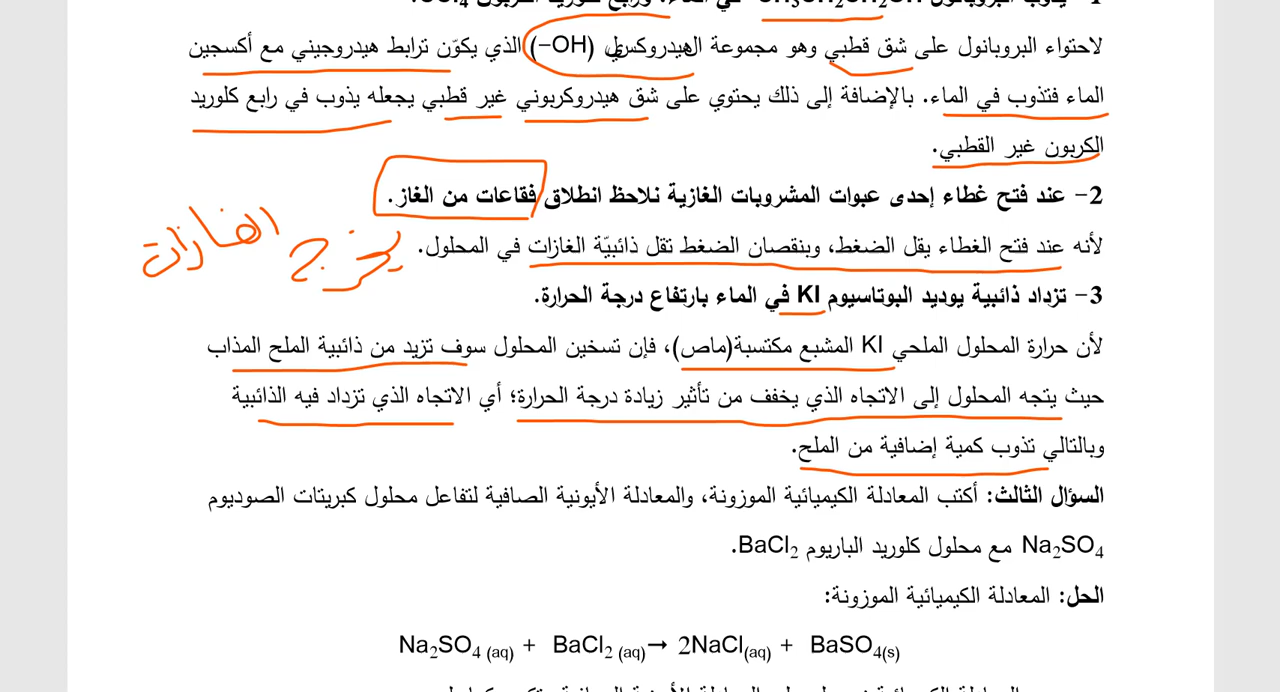 لاحتواء البروبانول على شق قطبي وهو مجموعة الهيدروكسيل (OH−) الذي يكوّن ترابط هيدروجيني مع أكسجين
الماء فتذوب في الماء. بالإضافة إلى ذلك يحتوي على شق هيدروكربوني غير قطبي يجعله يذوب في رابع كلوريد
الكربون غير القطبي.
2- عند فتح غطاء إحدى عبوات المشروبات الغازية نلاحظ انطلاق فقاعات من الغاز.
لأنه عند فتح الغطاء يقل الضغط، وبنقصان الضغط تقل ذائبيّة الغازات في المحلول.
يخرج الغازات
3- تزداد ذائبية يوديد البوتاسيوم KI في الماء بارتفاع درجة الحرارة.
لأن حرارة المحلول الملحي KI المشبع مكتسبة(ماص)، فإن تسخين المحلول سوف تزيد من ذائبية الملح المذاب
حيث يتجه المحلول إلى الاتجاه الذي يخفف من تأثير زيادة درجة الحرارة؛ أي الاتجاه الذي تزداد فيه الذائبية
وبالتالي تذوب كمية إضافية من الملح.
السؤال الثالث: أكتب المعادلة الكيميائية الموزونة، والمعادلة الأيونية الصافية لتفاعل محلول كبريتات الصوديوم
Na₂SO₄ مع محلول كلوريد الباريوم BaCl₂.
الحل: المعادلة الكيميائية الموزونة:
Na₂SO₄ (aq) + BaCl₂ (aq) → 2NaCl(aq) + BaSO₄(s)